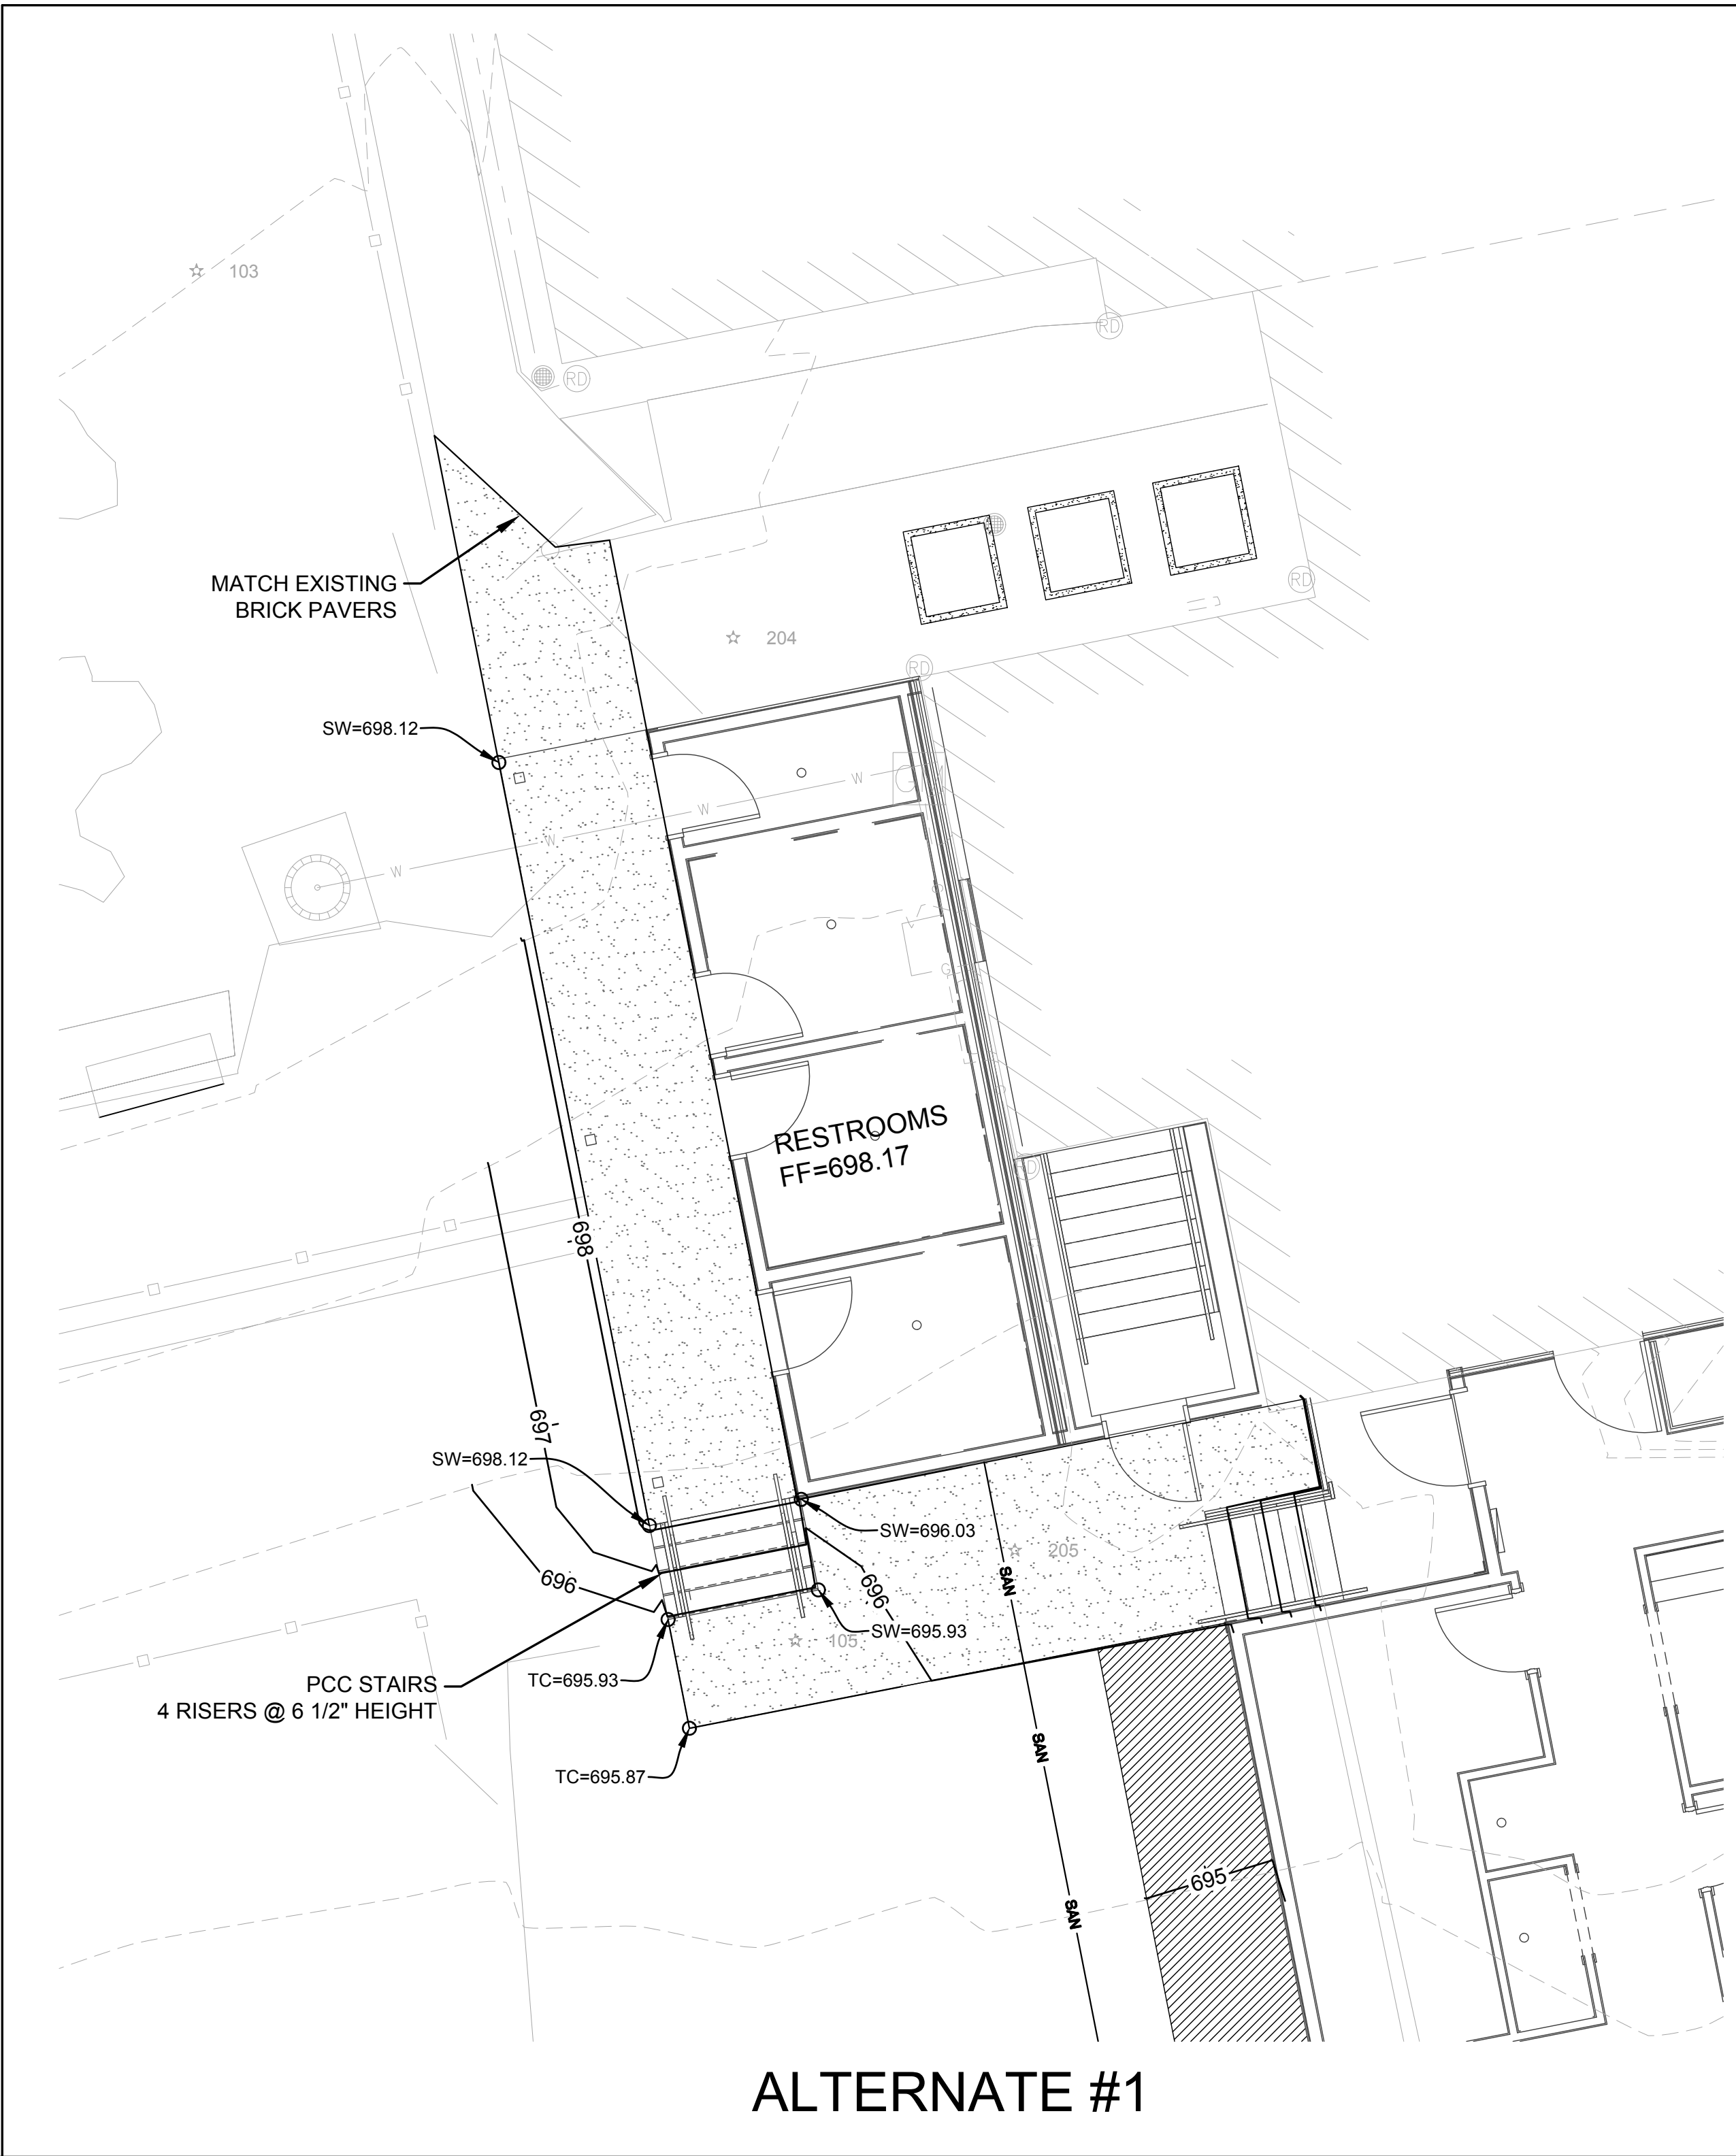 103
RD
RD
MATCH EXISTING
BRICK PAVERS
RD
204
RD
SW=698.12
W
W
W
W
G
G
RESTROOMS
FF=698.17
RD
698
697
SW=698.12
SW=696.03
205
696
696
SAN
105
SW=695.93
TC=695.93
PCC STAIRS
4 RISERS @ 6 1/2" HEIGHT
SAN
TC=695.87
695
SAN
ALTERNATE #1